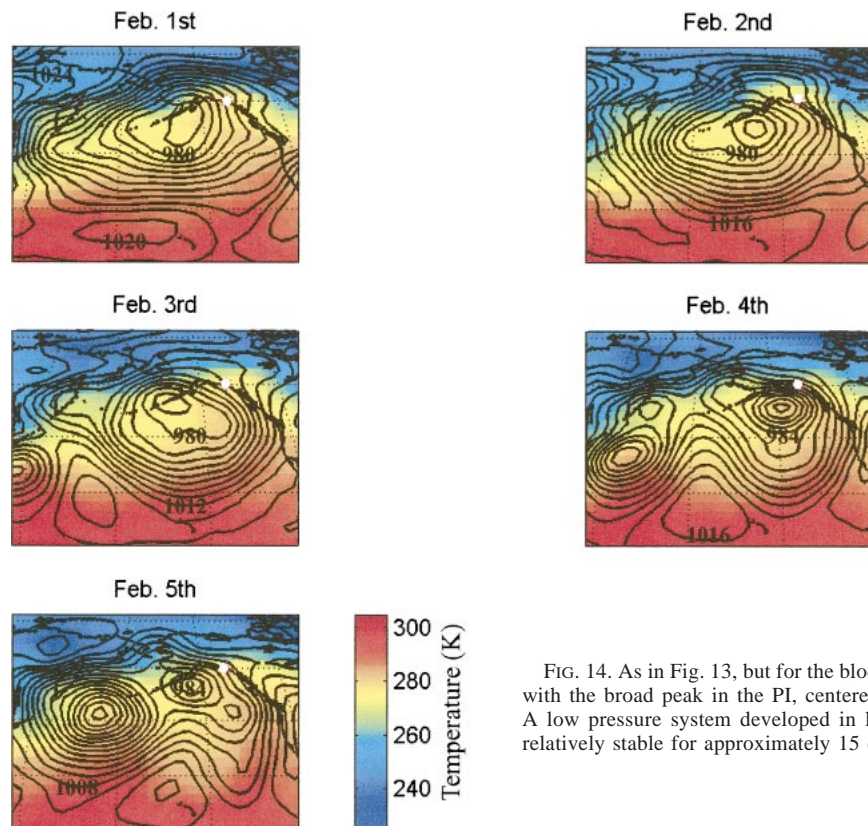 Feb. 1st
Feb. 2nd
1024
980
1020
980
1016
Feb. 3rd
Feb. 4th
980
1012
984
1016
Feb. 5th
984
1008
300
280
260
240
Temperature (K)
FIG. 14. As in Fig. 13, but for the
with the broad peak in the PI,
A low pressure system developed in
relatively stable for approximately 15